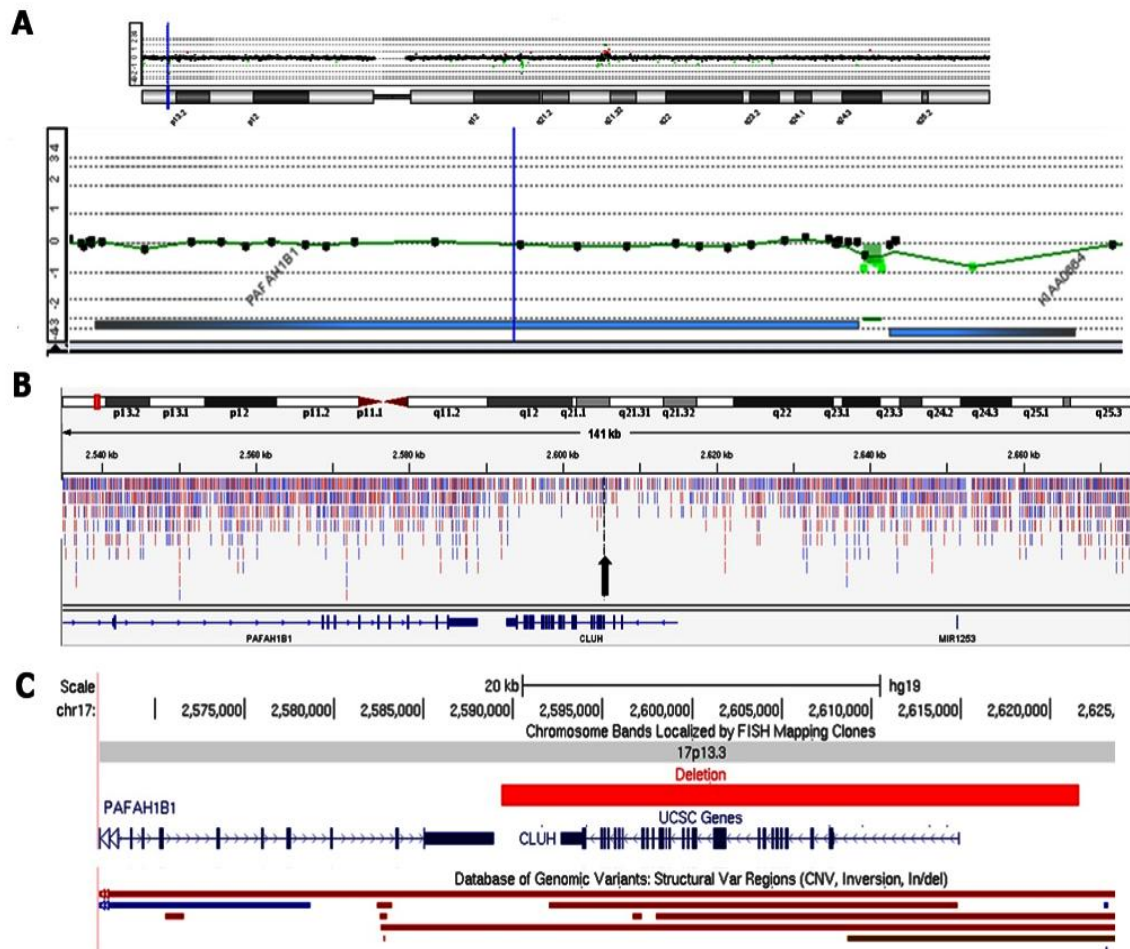 A
p13.2 p12 q12 q21.2 q21.32 q22 q23.2 q24.1 q24.3 q25.2
3 4
2
1
0
-1
-2
-4 -3
PAFAH1B1
KIAA0664
B
p13.2 p13.1 p12 p11.2 p11.1 q11.2 q12 q21.1 q21.31 q21.32 q22 q23.1 q23.3 q24.2 q24.3 q25.1 q25.3
141 kb
2.540 kb 2.560 kb 2.580 kb 2.600 kb 2.620 kb 2.640 kb 2.660 kb
PAFAH1B1 CLUH MIR1253
C
Scale 20 kb hg19
chr17: 2,575,000 2,580,000 2,585,000 2,590,000 2,595,000 2,600,000 2,605,000 2,610,000 2,615,000 2,620,000 2,625,
Chromosome Bands Localized by FISH Mapping Clones
17p13.3
Deletion
PAFAH1B1
UCSC Genes
CLUH
Database of Genomic Variants: Structural Var Regions (CNV, Inversion, In/del)